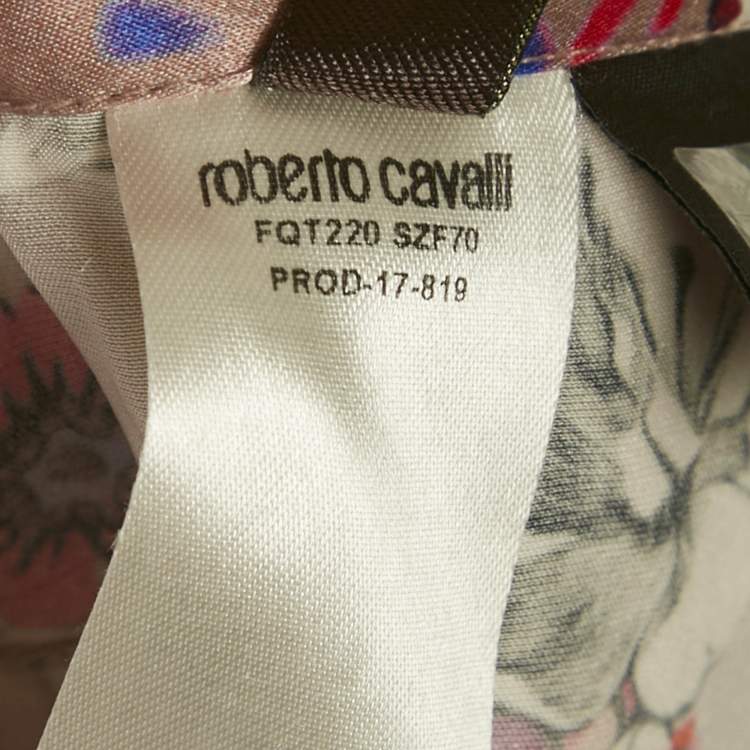 roberto cavalli
FQT220 SZF70
PROD-17-819